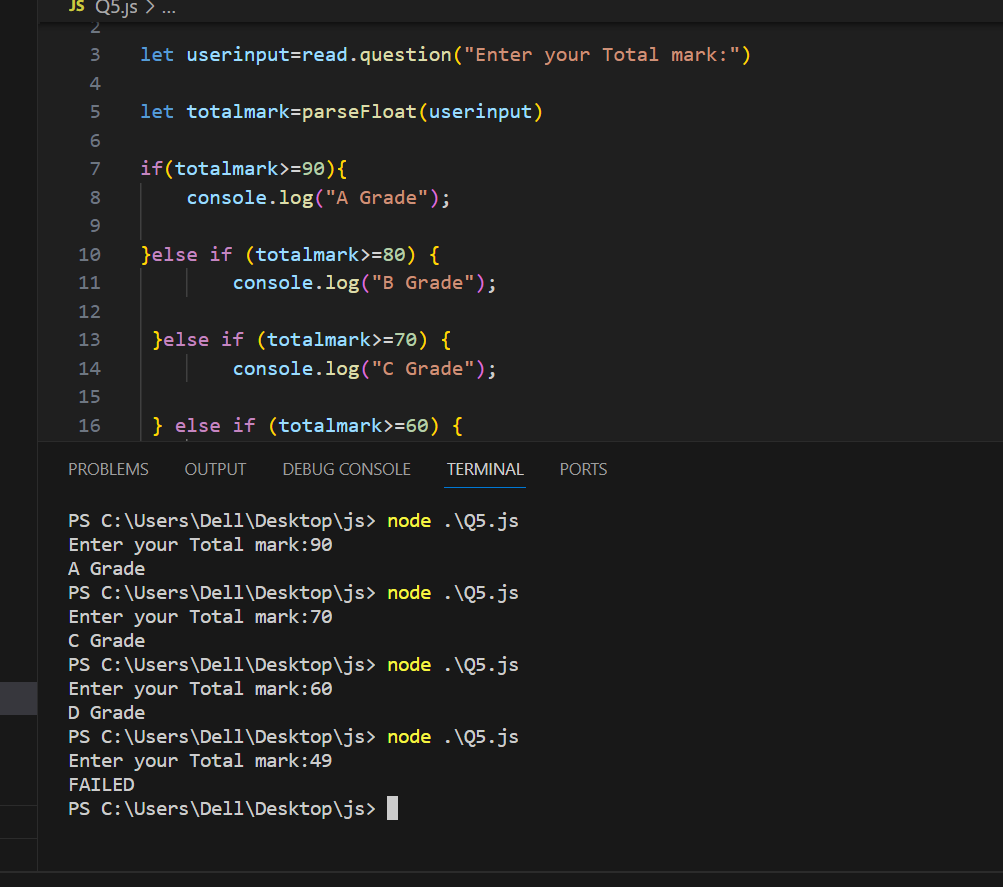 JS Q5.js > ...
2
3 let userinput=read.question("Enter your Total mark:")
4
5 let totalmark=parseFloat(userinput)
6
7 if(totalmark>=90){
8 console.log("A Grade");
9
10 }else if (totalmark>=80) {
11 console.log("B Grade");
12
13 }else if (totalmark>=70) {
14 console.log("C Grade");
15
16 } else if (totalmark>=60) {
PROBLEMS OUTPUT DEBUG CONSOLE TERMINAL PORTS
PS C:\Users\Dell\Desktop\js> node .\Q5.js
Enter your Total mark:90
A Grade
PS C:\Users\Dell\Desktop\js> node .\Q5.js
Enter your Total mark:70
C Grade
PS C:\Users\Dell\Desktop\js> node .\Q5.js
Enter your Total mark:60
D Grade
PS C:\Users\Dell\Desktop\js> node .\Q5.js
Enter your Total mark:49
FAILED
PS C:\Users\Dell\Desktop\js>